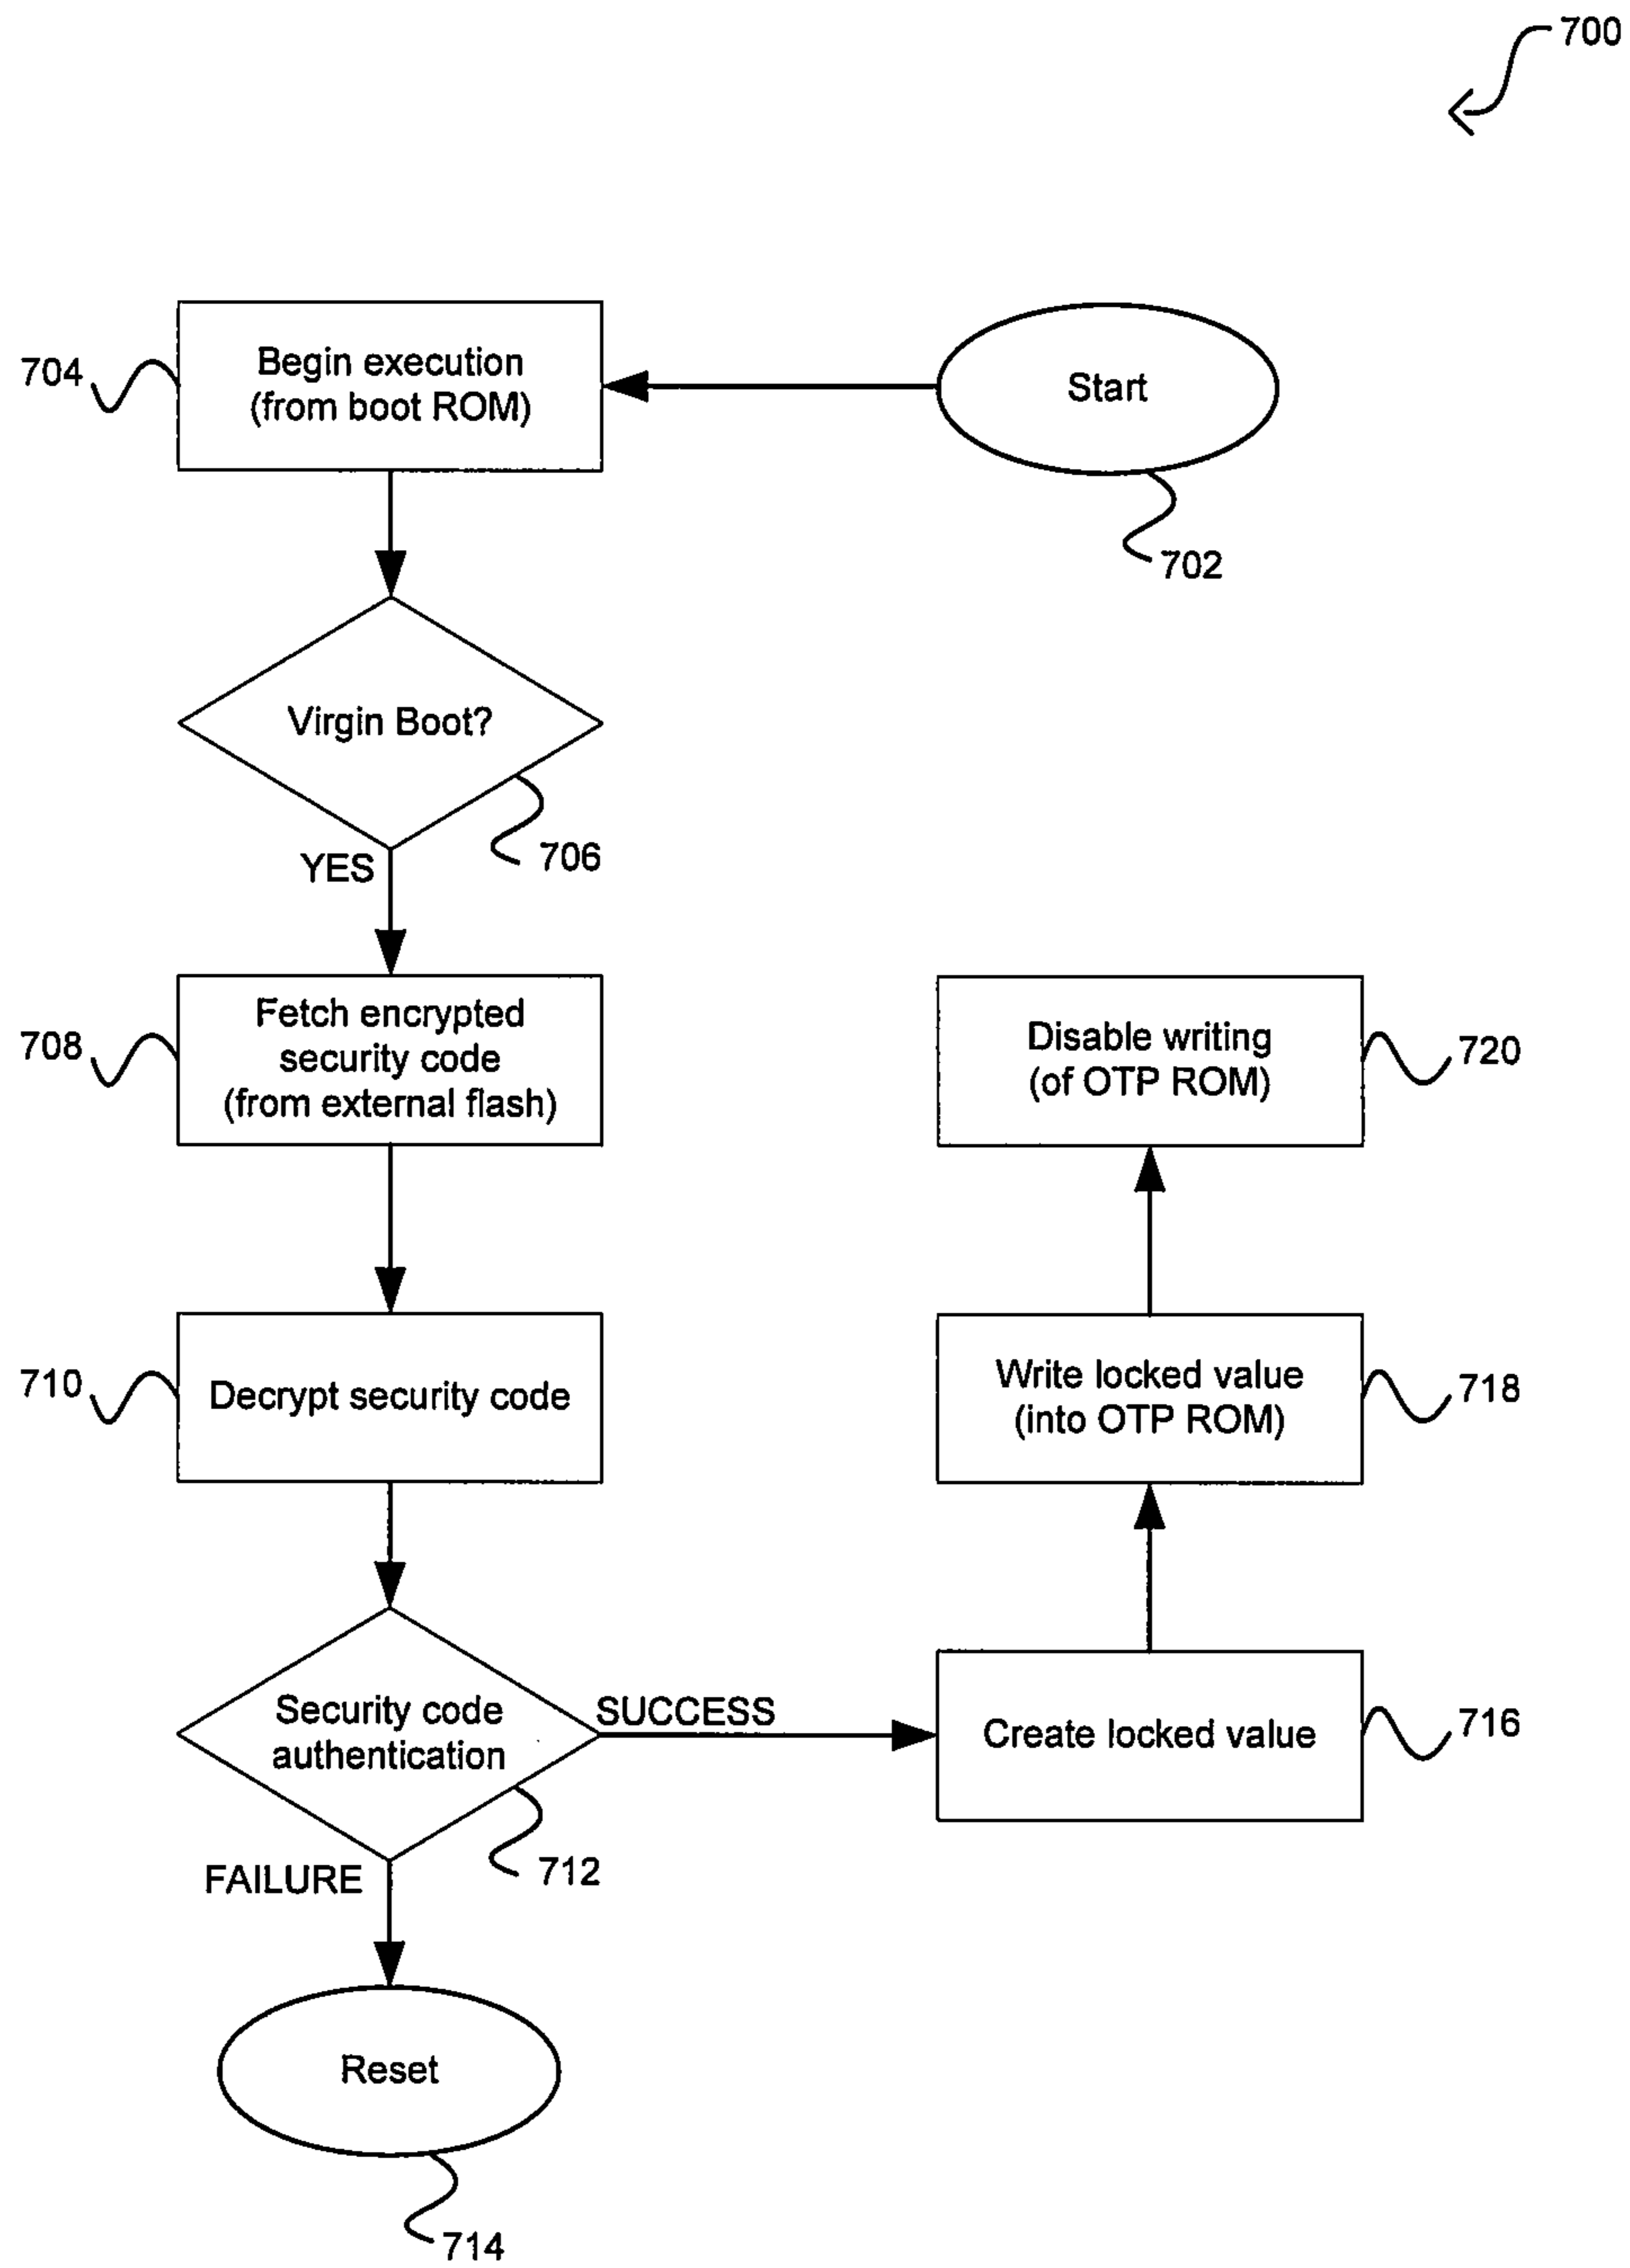 700
704
Begin execution
(from boot ROM)
Start
702
Virgin Boot?
706
YES
708
Fetch encrypted
security code
(from external flash)
Disable writing
(of OTP ROM)
720
710
Decrypt security code
Write locked value
(into OTP ROM)
718
Security code
authentication
SUCCESS
Create locked value
716
712
FAILURE
Reset
714